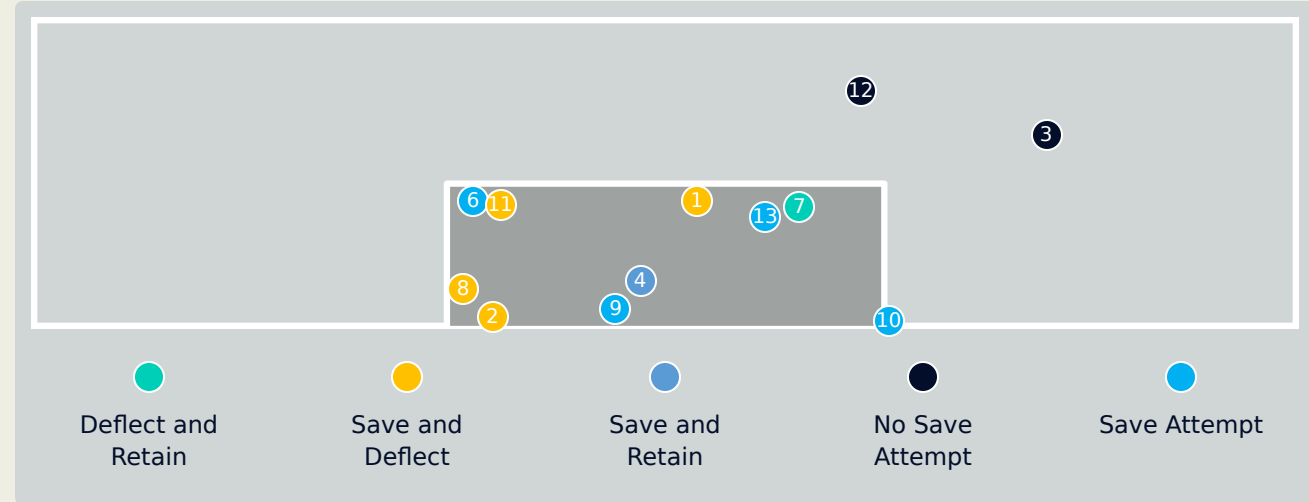 12
3
6
11
1
13
7
4
8
9
2
10
Deflect and
Retain
Save and
Deflect
Save and
Retain
No Save
Attempt
Save Attempt